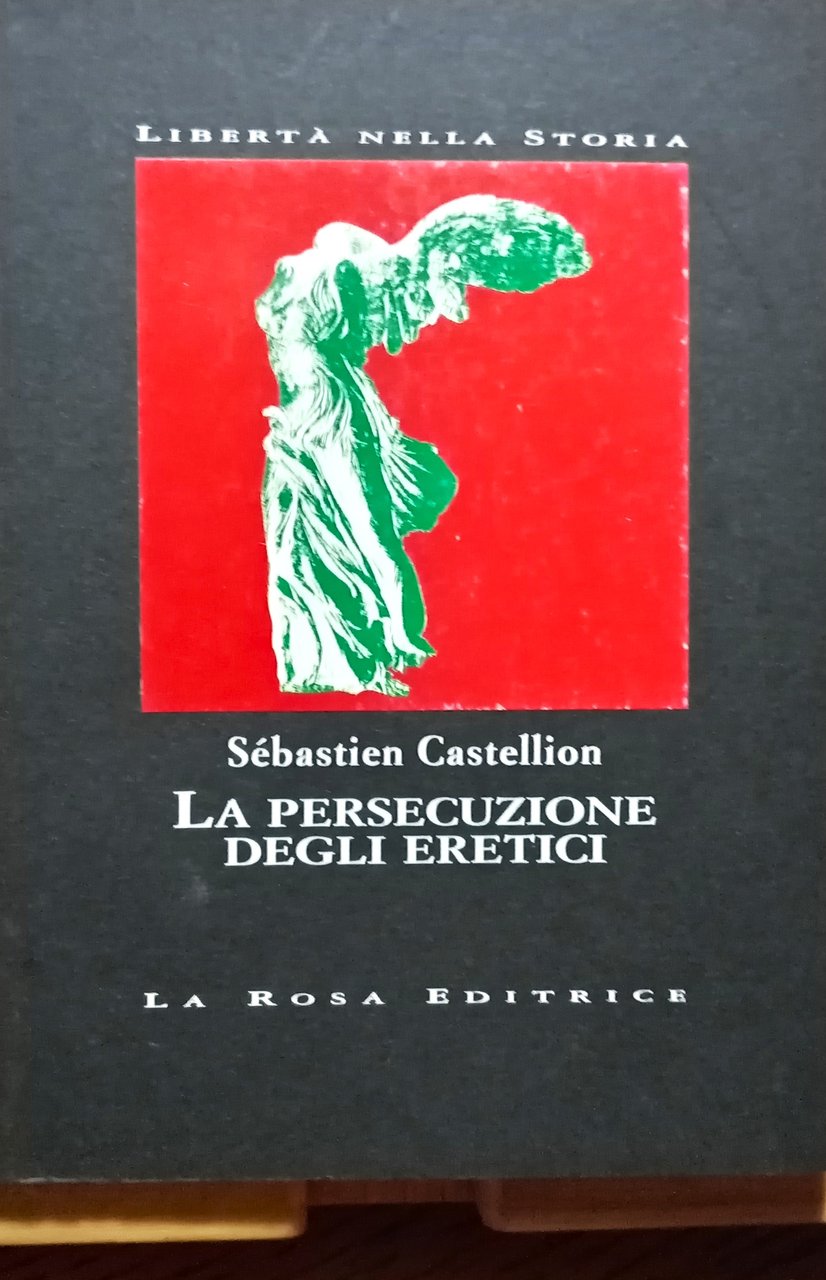 LIBERTÀ NELLA STORIA
Sébastien Castellion
LA PERSECUZIONE
DEGLI ERETICI
LA ROSA EDITRICE